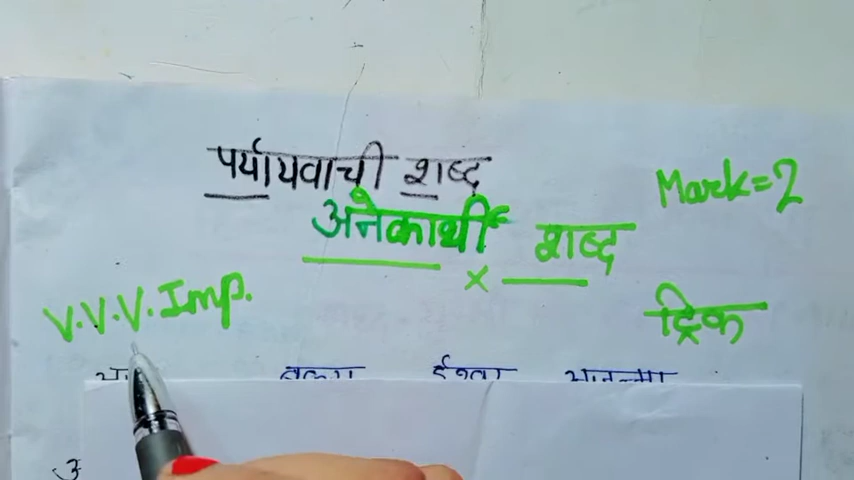 पर्यायवाची शब्द
अनेकार्थी शब्द
Mark=2
×
V.V.V.Imp.
ट्रिक